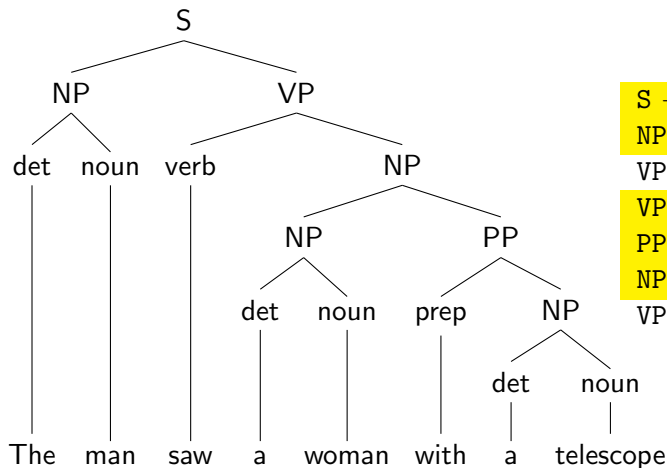 S
NP VP
det noun verb NP
NP PP
det noun prep NP
det noun
The man saw a woman with a telescope
S
NP
VP
VP
PP
NP
VP